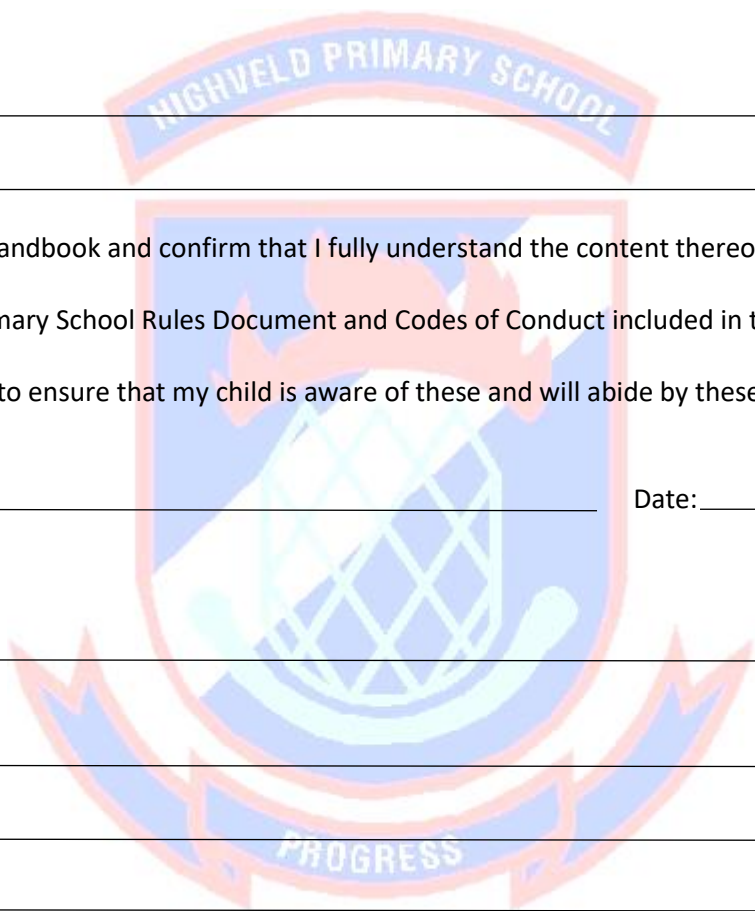 HIGHVELD PRIMARY SCHOOL
andbook and confirm that I fully understand the content thereo
mary School Rules Document and Codes of Conduct included in t
to ensure that my child is aware of these and will abide by these
Date:
PROGRESS